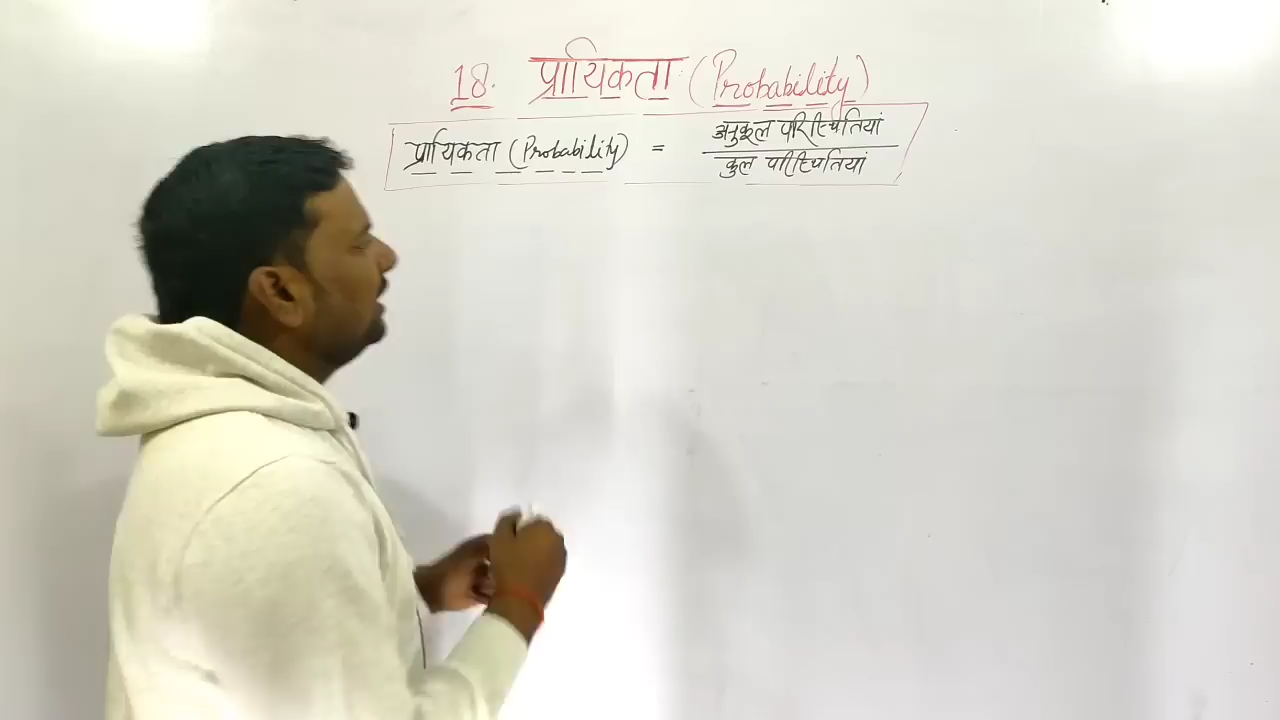 18. प्रायिकता (Probability)
प्रायिकता (Probability) = अनुकूल परिस्थितियां / कुल परिस्थितियां